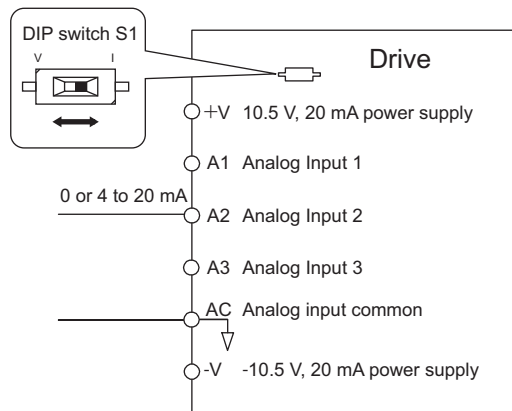 DIP switch S1
V I
Drive
+V 10.5 V, 20 mA power supply
A1 Analog Input 1
0 or 4 to 20 mA
A2 Analog Input 2
A3 Analog Input 3
AC Analog input common
-V -10.5 V, 20 mA power supply